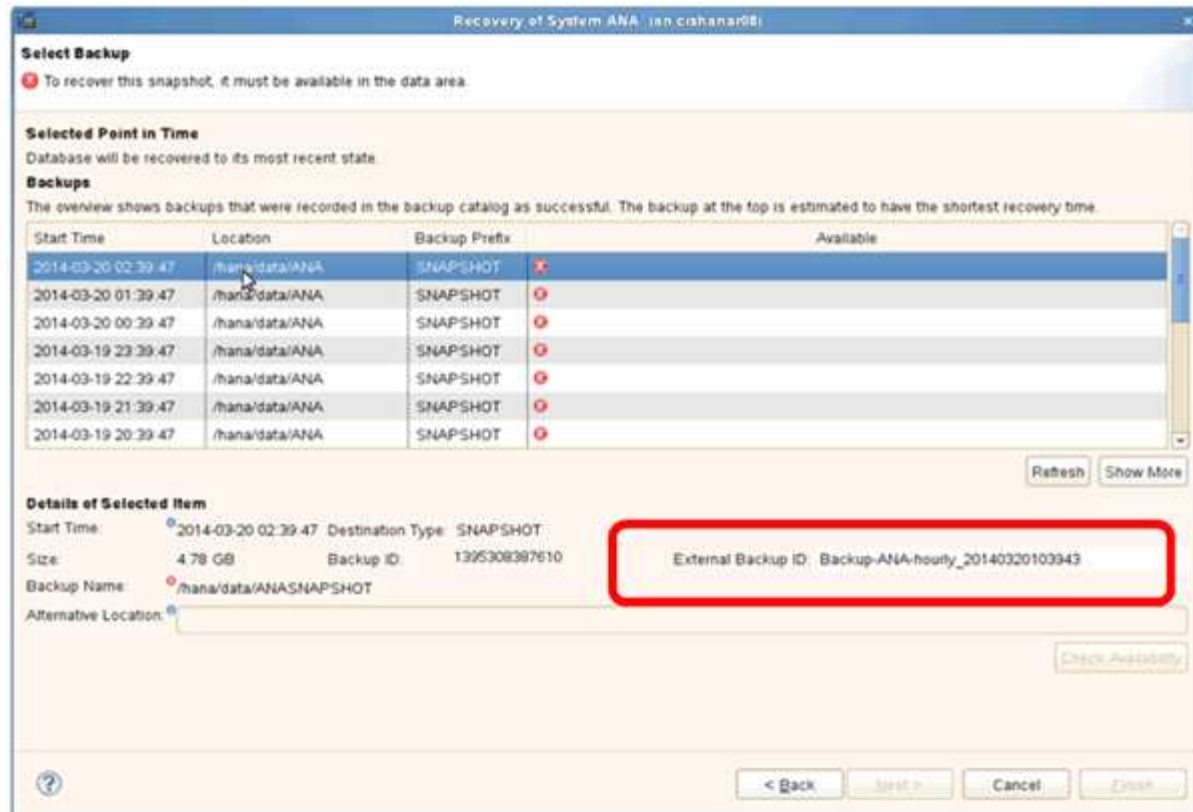 Recovery of System ANA (on cishanar08)
Select Backup
To recover this snapshot, it must be available in the data area.
Selected Point in Time
Database will be recovered to its most recent state.
Backups
The overview shows backups that were recorded in the backup catalog as successful. The backup at the top is estimated to have the shortest recovery time.
Start Time Location Backup Prefix Available
2014-03-20 02:39:47 /hana/data/ANA SNAPSHOT
2014-03-20 01:39:47 /hana/data/ANA SNAPSHOT
2014-03-20 00:39:47 /hana/data/ANA SNAPSHOT
2014-03-19 23:39:47 /hana/data/ANA SNAPSHOT
2014-03-19 22:39:47 /hana/data/ANA SNAPSHOT
2014-03-19 21:39:47 /hana/data/ANA SNAPSHOT
2014-03-19 20:39:47 /hana/data/ANA SNAPSHOT
Refresh Show More
Details of Selected Item
Start Time: 2014-03-20 02:39:47 Destination Type: SNAPSHOT
Size: 4.78 GB Backup ID: 1395308387610 External Backup ID: Backup-ANA-hourly_20140320103943
Backup Name: /hana/data/ANASNAPSHOT
Alternative Location:
Check Availability
< Back Next > Cancel Finish